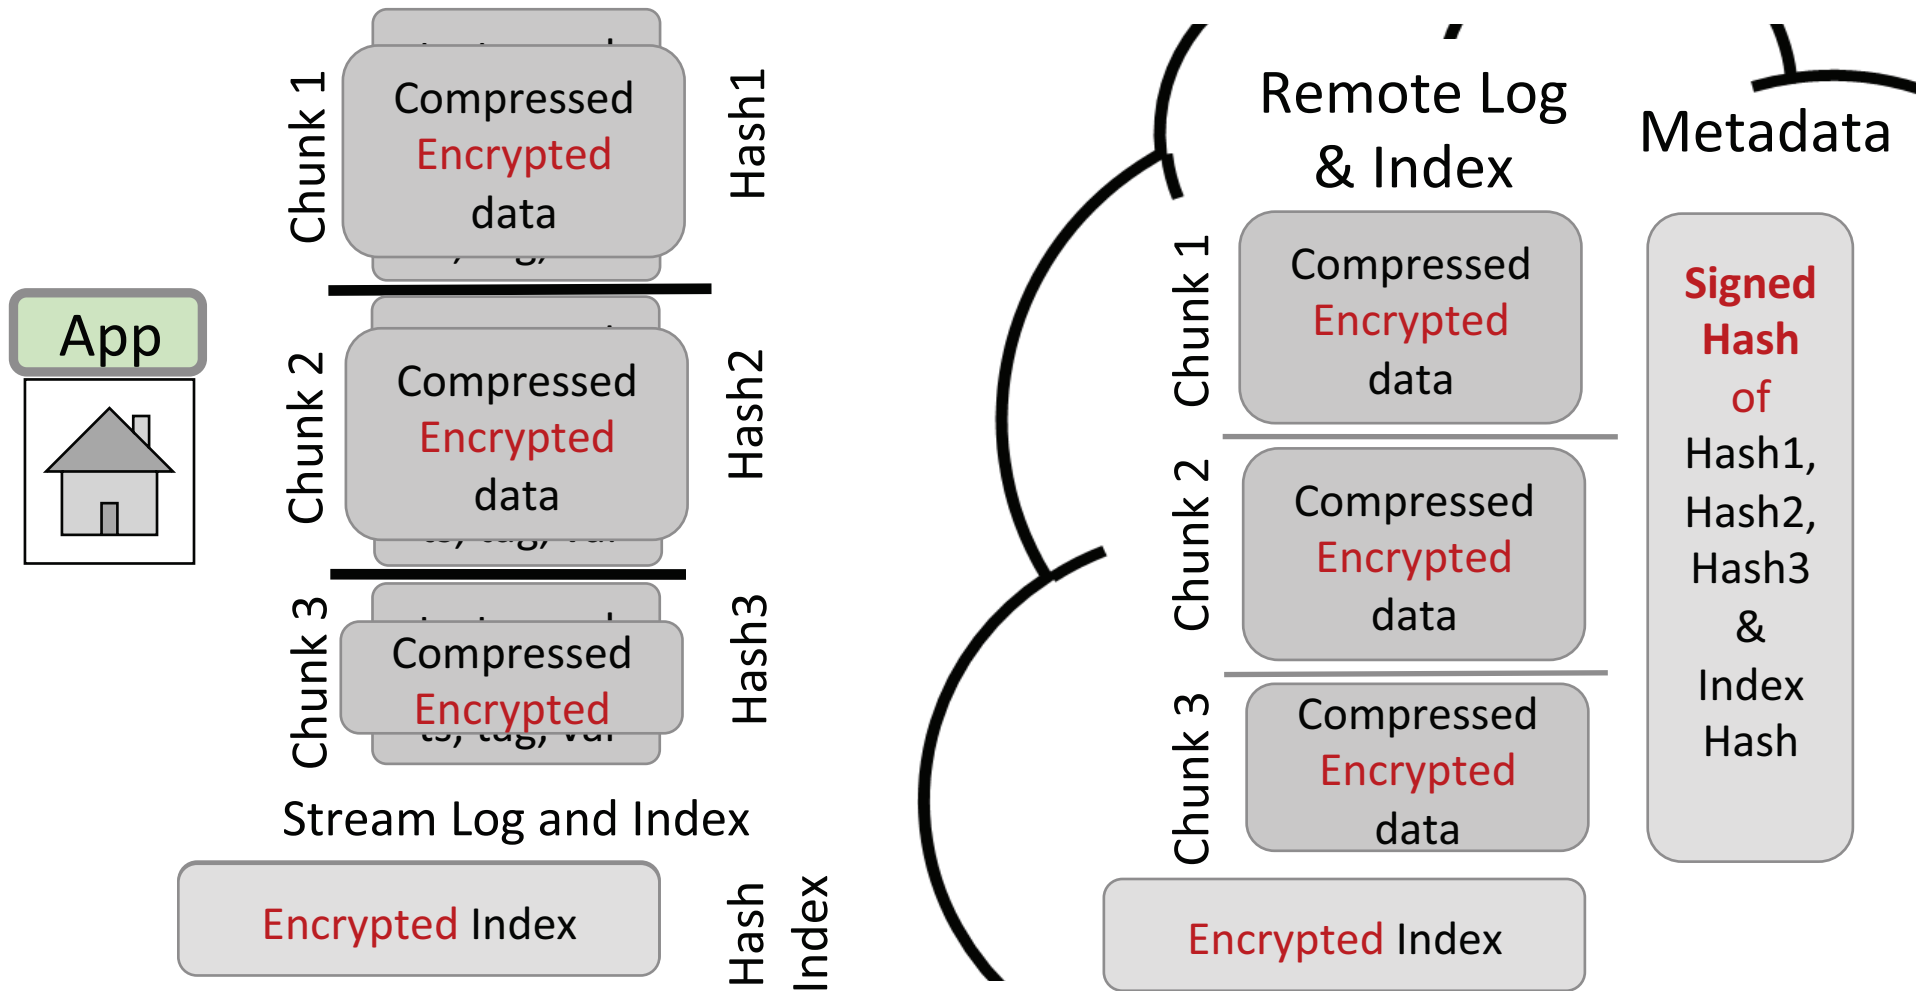 App
Chunk 1
Compressed
Encrypted
data
Hash1
Chunk 2
Compressed
Encrypted
data
Hash2
Chunk 3
Compressed
Encrypted
Hash3
Stream Log and Index
Encrypted Index
Hash
Index
Remote Log
& Index
Chunk 1
Compressed
Encrypted
data
Chunk 2
Compressed
Encrypted
data
Chunk 3
Compressed
Encrypted
data
Encrypted Index
Metadata
Signed
Hash
of
Hash1,
Hash2,
Hash3
&
Index
Hash